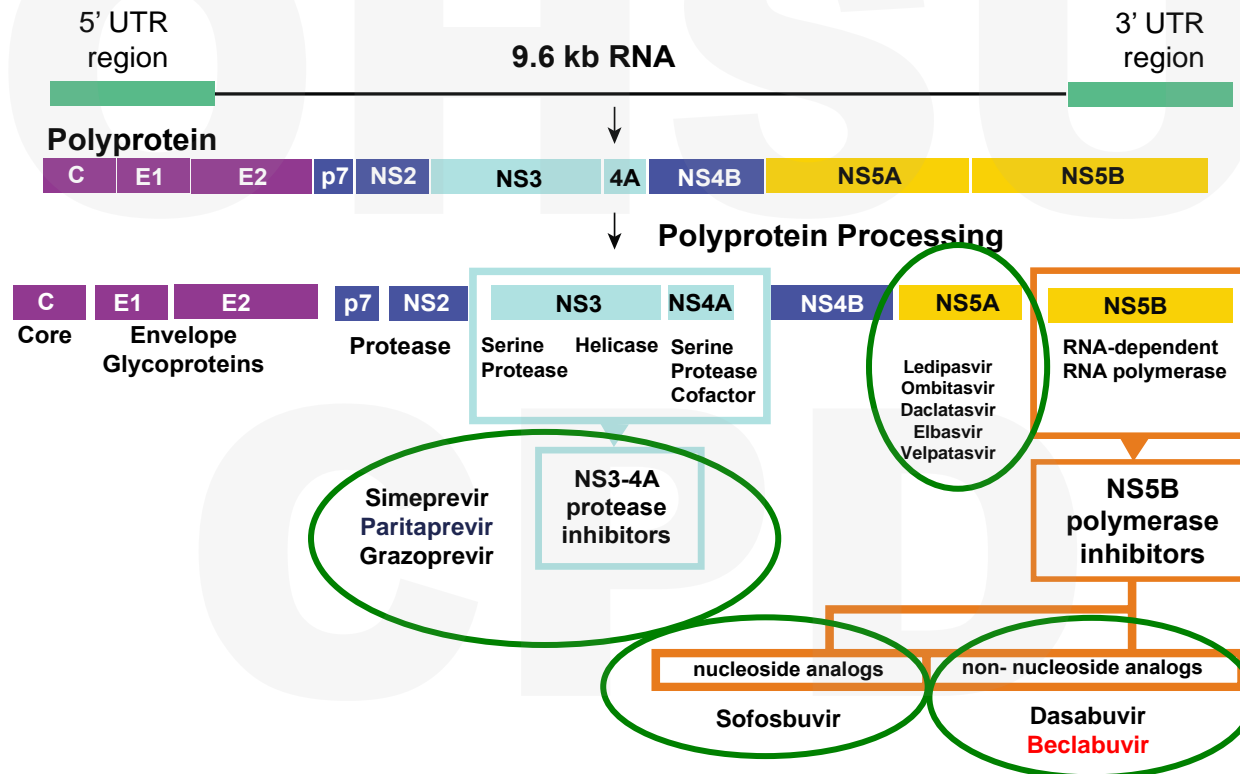 5' UTR
region
9.6 kb RNA
3' UTR
region
Polyprotein
C E1 E2 p7 NS2 NS3 4A NS4B NS5A NS5B
Polyprotein Processing
C E1 E2 p7 NS2 NS3 NS4A NS4B NS5A NS5B
Core
Envelope
Glycoproteins
Protease
Serine
Protease
Helicase
Serine
Protease
Cofactor
Ledipasvir
Ombitasvir
Daclatasvir
Elbasvir
Velpatasvir
RNA-dependent
RNA polymerase
Simeprevir
Paritaprevir
Grazoprevir
NS3-4A
protease
inhibitors
NS5B
polymerase
inhibitors
nucleoside analogs
non- nucleoside analogs
Sofosbuvir
Dasabuvir
Beclabuvir
OHSU
CPD